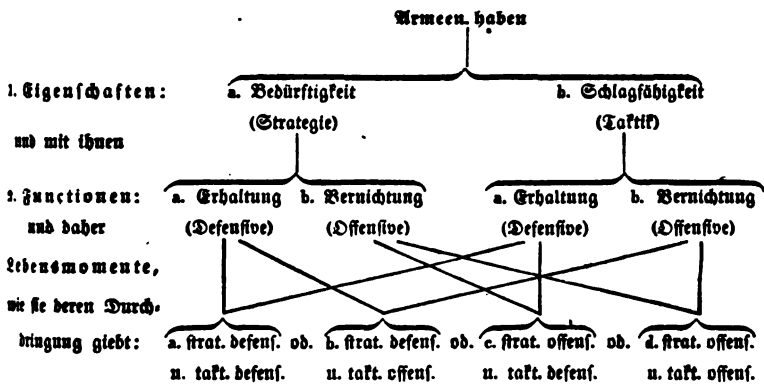 Armeen haben
1. Eigenſchaften: a. Bedürftigkeit b. Schlagfähigkeit
(Strategie) (Taktik)
und mit ihnen
2. Functionen: a. Erhaltung b. Vernichtung a. Erhaltung b. Vernichtung
und daher (Defenſive) (Offenſive) (Defenſive) (Offenſive)
Lebensmomente,
wie ſie deren Durch-
dringung giebt: a. ſtrat. defenſ. od. b. ſtrat. defenſ. od. c. ſtrat. offenſ. od. d. ſtrat. offenſ.
u. takt. defenſ. u. takt. offenſ. u. takt. defenſ. u. takt. offenſ.